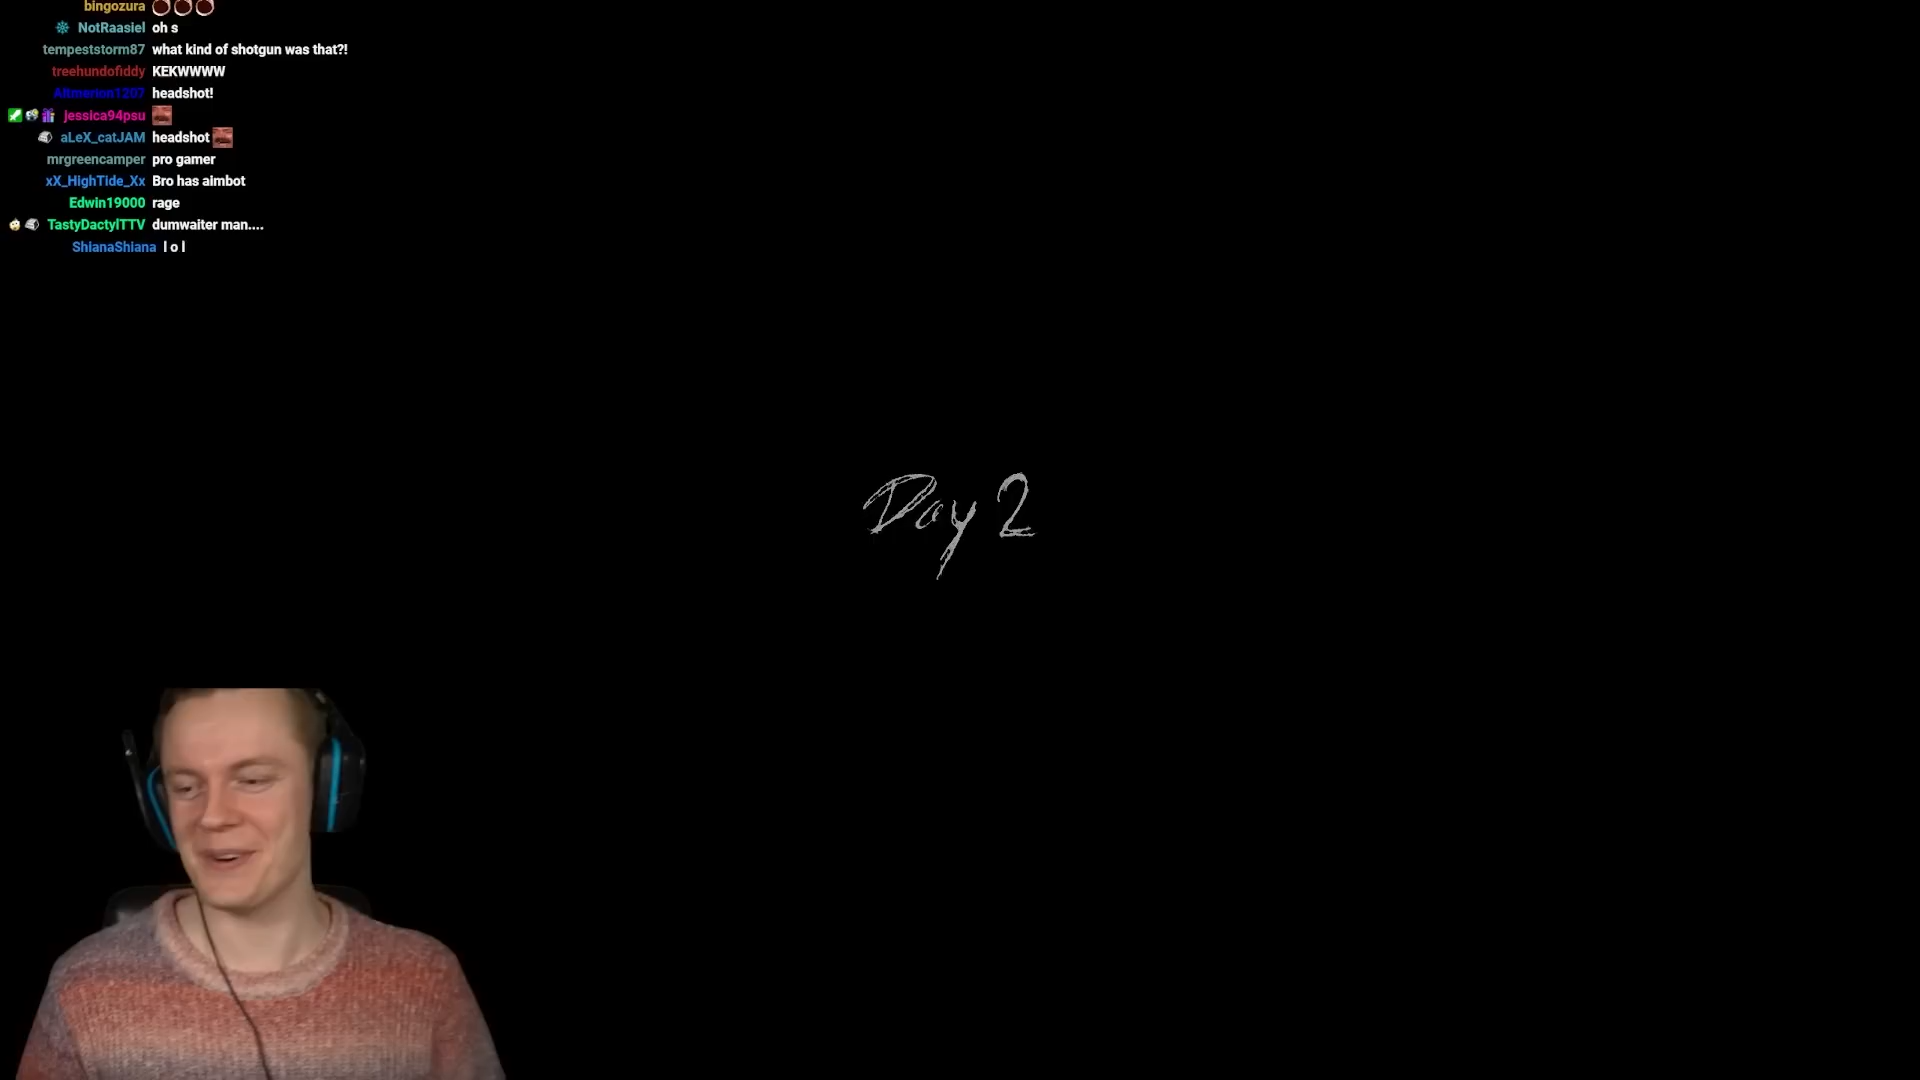 bingozura
NotRaasiel oh s
tempeststorm87 what kind of shotgun was that?!
treehundofiddy KEKWWWW
Altmerion1207 headshot!
jessica94psu
aLeX_catJAM headshot
mrgreencamper pro gamer
xX_HighTide_Xx Bro has aimbot
Edwin19000 rage
TastyDactylTTV dumwaiter man....
ShianaShiana l o l
Day 2